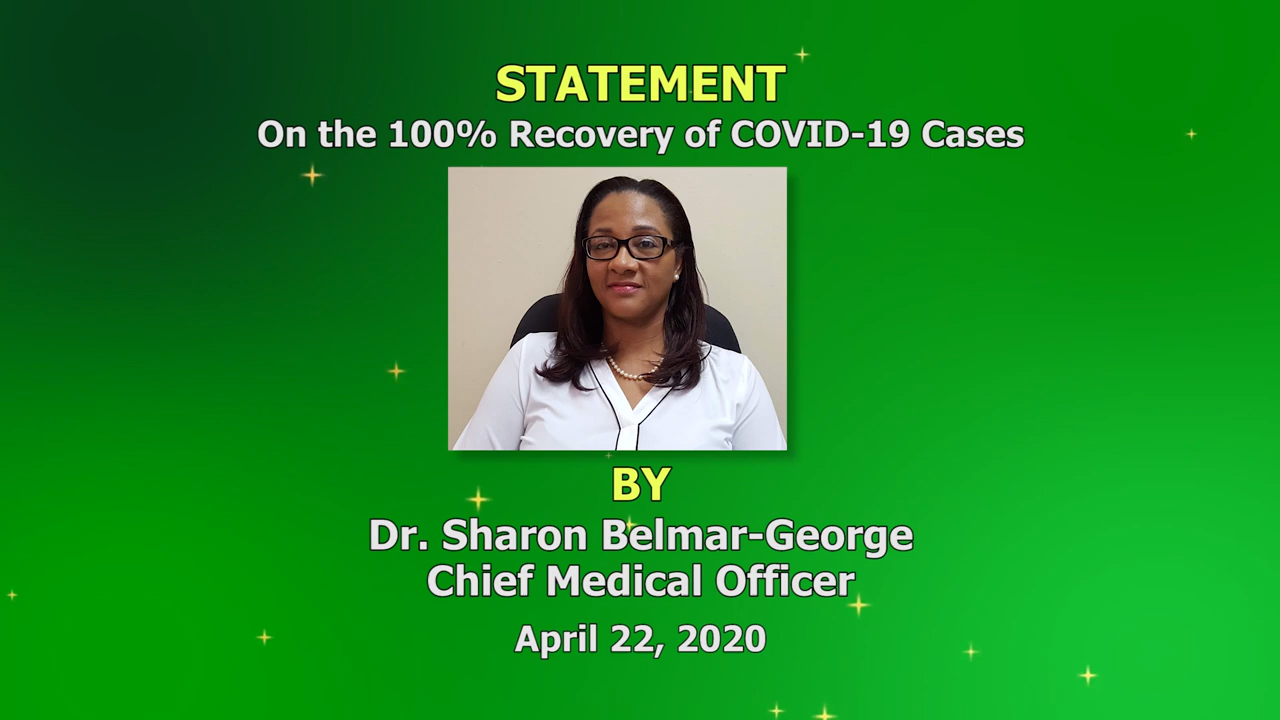 STATEMENT
On the 100% Recovery of COVID-19 Cases
BY
Dr. Sharon Belmar-George
Chief Medical Officer
April 22, 2020